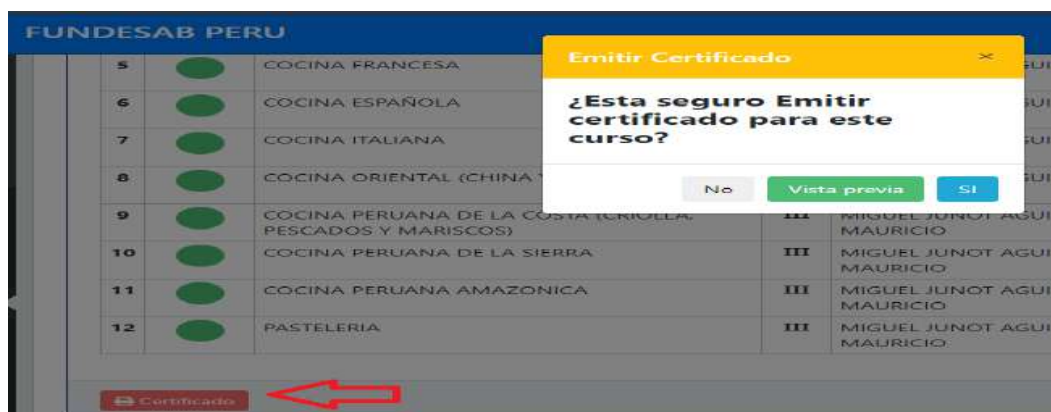 FUNDESAB PERU
Emitir Certificado ×
¿Esta seguro Emitir
certificado para este
curso?
No Vista previa SI
5 COCINA FRANCESA
6 COCINA ESPAÑOLA
7 COCINA ITALIANA
8 COCINA ORIENTAL (CHINA
9 COCINA PERUANA DE LA COSTA (CRIOLLA, III MIGUEL JUNOT AGUI
PESCADOS Y MARISCOS) MAURICIO
10 COCINA PERUANA DE LA SIERRA III MIGUEL JUNOT AGUI
MAURICIO
11 COCINA PERUANA AMAZONICA III MIGUEL JUNOT AGUI
MAURICIO
12 PASTELERIA III MIGUEL JUNOT AGUI
MAURICIO
Certificado